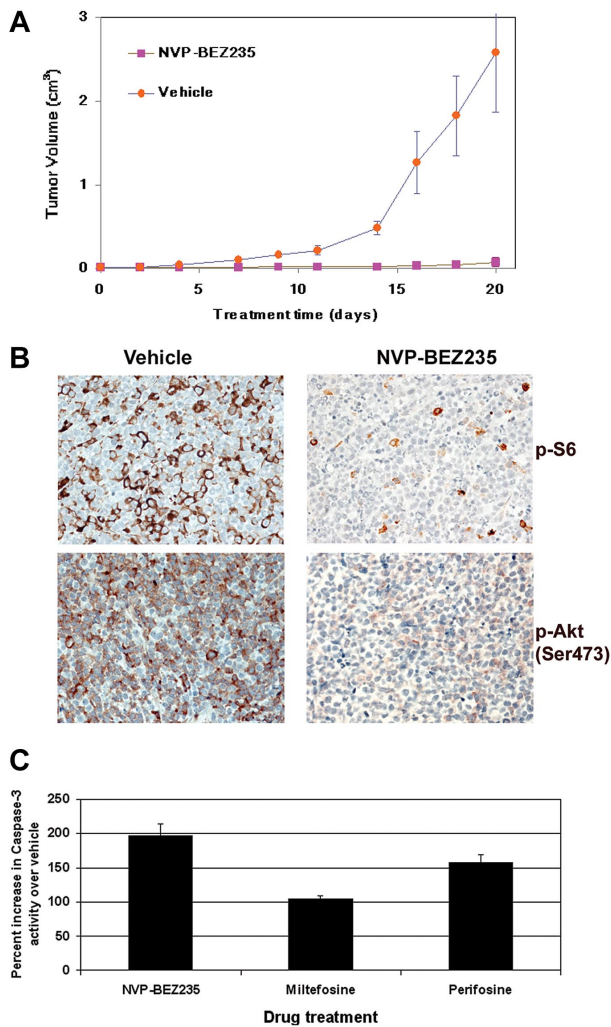 A
3
2
1
0
Tumor Volume (cm³)
NVP-BEZ235
Vehicle
0 5 10 15 20
Treatment time (days)
B
Vehicle NVP-BEZ235
p-S6
p-Akt
(Ser473)
C
250
200
150
100
50
0
Percent increase in Caspase-3
activity over vehicle
NVP-BEZ235 Miltefosine Perifosine
Drug treatment